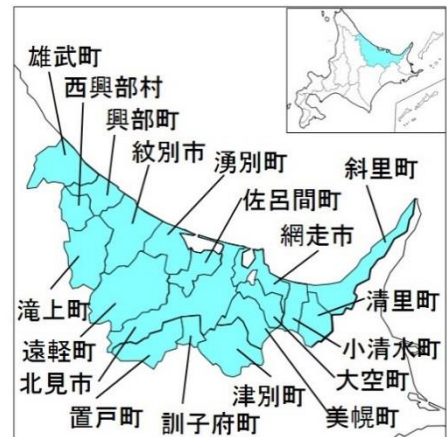 雄武町
西興部村
興部町
紋別市
湧別町
佐呂間町
斜里町
網走市
滝上町
遠軽町
北見市
置戸町
訓子府町
津別町
美幌町
大空町
小清水町
清里町